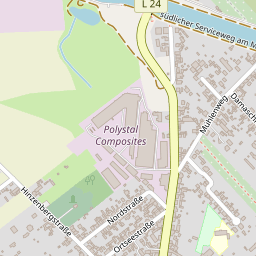 L 24
südlicher Serviceweg am M
Damasch
Mühlenweg
Polystal
Composites
Hinzenbergstraße
Nordstraße
Ortseestraße